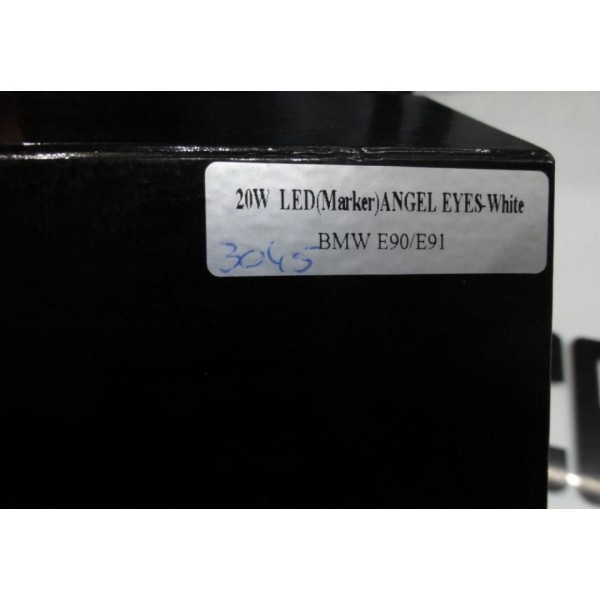 20W LED(Marker)ANGEL EYES-White
BMW E90/E91
3045